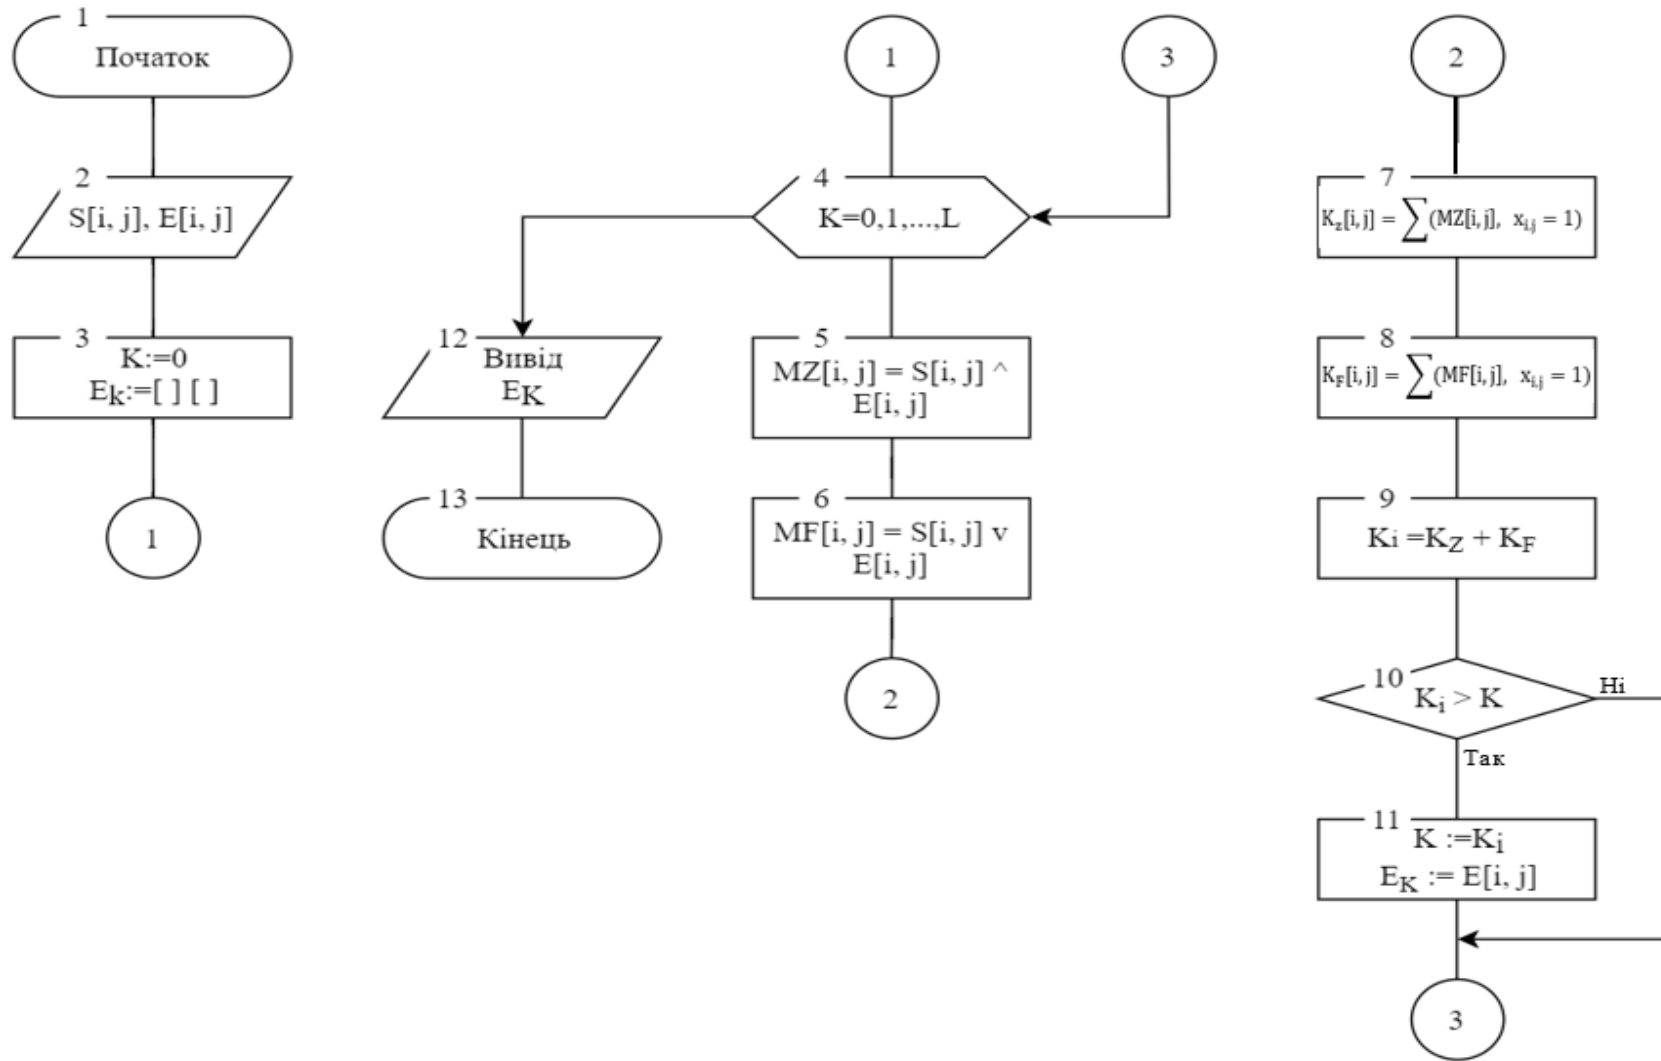 1
Початок
2
S[i, j], E[i, j]
3
K:=0
Ek:=[ ] [ ]
1
1
3
4
K=0,1,...,L
12
Вивід
EK
13
Кінець
5
MZ[i, j] = S[i, j] ^
E[i, j]
6
MF[i, j] = S[i, j] v
E[i, j]
2
2
7
Kz[i, j] = ∑(MZ[i, j], xi,j = 1)
8
KF[i, j] = ∑(MF[i, j], xi,j = 1)
9
Ki =KZ + KF
10
Ki > K
Ні
Так
11
K :=Ki
EK := E[i, j]
3